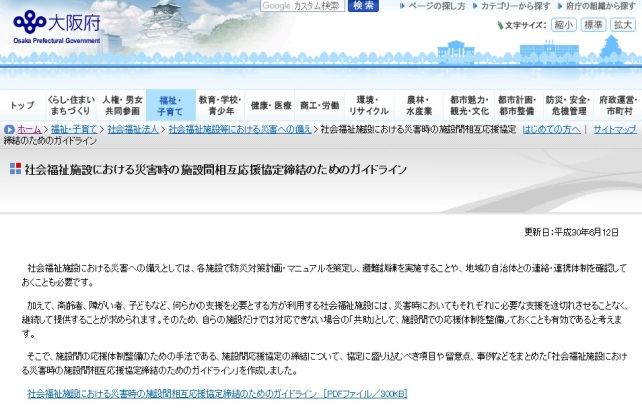 Google カスタム検索 検索 ページの探し方 カテゴリーから探す 府庁の組織から探す
大阪府
Osaka Prefectural Government
文字サイズ: 縮小 標準 拡大
トップ くらし・住まい まちづくり 人権・男女 共同参画 福祉・ 子育て 教育・学校・ 青少年 健康・医療 商工・労働 環境・ リサイクル 農林・ 水産業 都市魅力・ 観光・文化 都市計画・ 都市整備 防災・安全・ 危機管理 府政運営・ 市町村
ホーム > 福祉・子育て > 社会福祉法人 > 社会福祉施設等における災害への備え > 社会福祉施設における災害時の施設間相互応援協定 はじめての方へ | サイトマップ
締結のためのガイドライン
社会福祉施設における災害時の施設間相互応援協定締結のためのガイドライン
更新日:平成30年6月12日
社会福祉施設における災害への備えとしては、各施設で防災対策計画・マニュアルを策定し、避難訓練を実施することや、地域の自治体との連絡・連携体制を確認して
おくことも必要です。
加えて、高齢者、障がい者、子どもなど、何らかの支援を必要とする方が利用する社会福祉施設には、災害時においてもそれぞれに必要な支援を途切れさせることなく、
継続して提供することが求められます。そのため、自らの施設だけでは対応できない場合の「共助」として、施設間での応援体制を整備しておくことも有効であると考えま
す。
そこで、施設間の応援体制整備のための手法である、施設間応援協定の締結について、協定に盛り込むべき項目や留意点、事例などをまとめた「社会福祉施設におけ
る災害時の施設間相互応援協定締結のためのガイドライン」を作成しました。
社会福祉施設における災害時の施設間相互応援協定締結のためのガイドライン [PDFファイル/300KB]